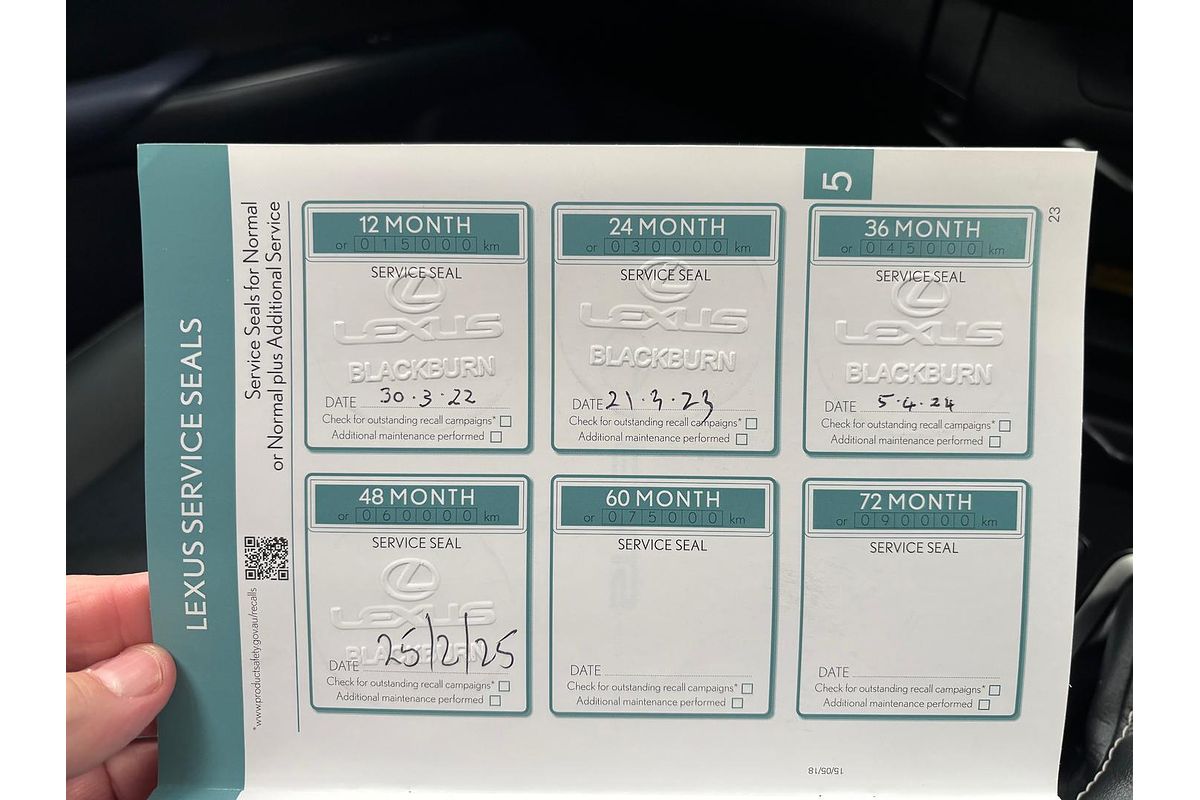 LEXUS SERVICE SEALS
Service Seals for Normal
or Normal plus Additional Service
*www.productsafety.gov.au/recalls
5
23
12 MONTH
or 015000 km
SERVICE SEAL
LEXUS
BLACKBURN
DATE 30.3.22
Check for outstanding recall campaigns*
Additional maintenance performed
24 MONTH
or 030000 km
SERVICE SEAL
LEXUS
BLACKBURN
DATE 21.3.23
Check for outstanding recall campaigns*
Additional maintenance performed
36 MONTH
or 045000 km
SERVICE SEAL
LEXUS
BLACKBURN
DATE 5.4.24
Check for outstanding recall campaigns*
Additional maintenance performed
48 MONTH
or 060000 km
SERVICE SEAL
LEXUS
BLACKBURN
DATE 25/2/25
Check for outstanding recall campaigns*
Additional maintenance performed
60 MONTH
or 075000 km
SERVICE SEAL
DATE
Check for outstanding recall campaigns*
Additional maintenance performed
72 MONTH
or 090000 km
SERVICE SEAL
DATE
Check for outstanding recall campaigns*
Additional maintenance performed
15/05/18